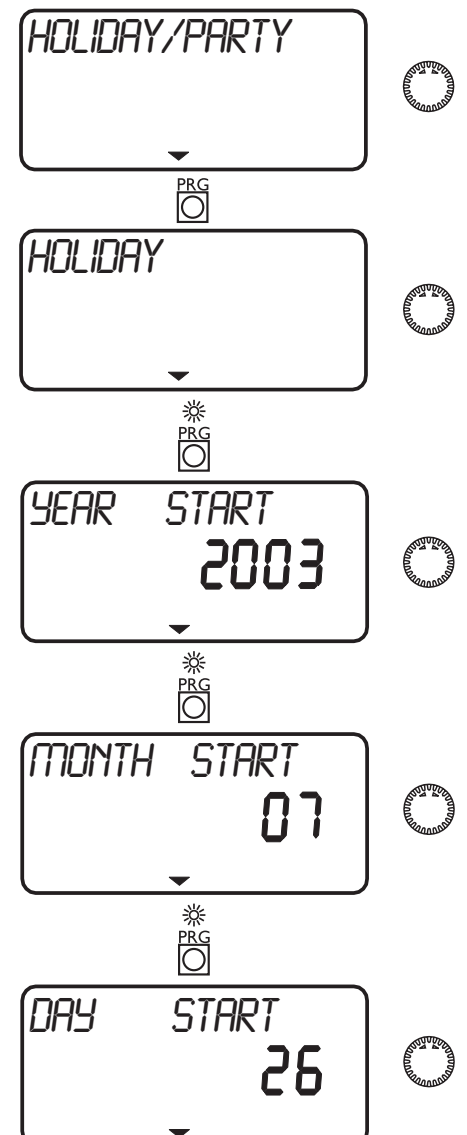 HOLIDAY/PARTY
PRG
HOLIDAY
PRG
YEAR START
2003
PRG
MONTH START
07
PRG
DAY START
26